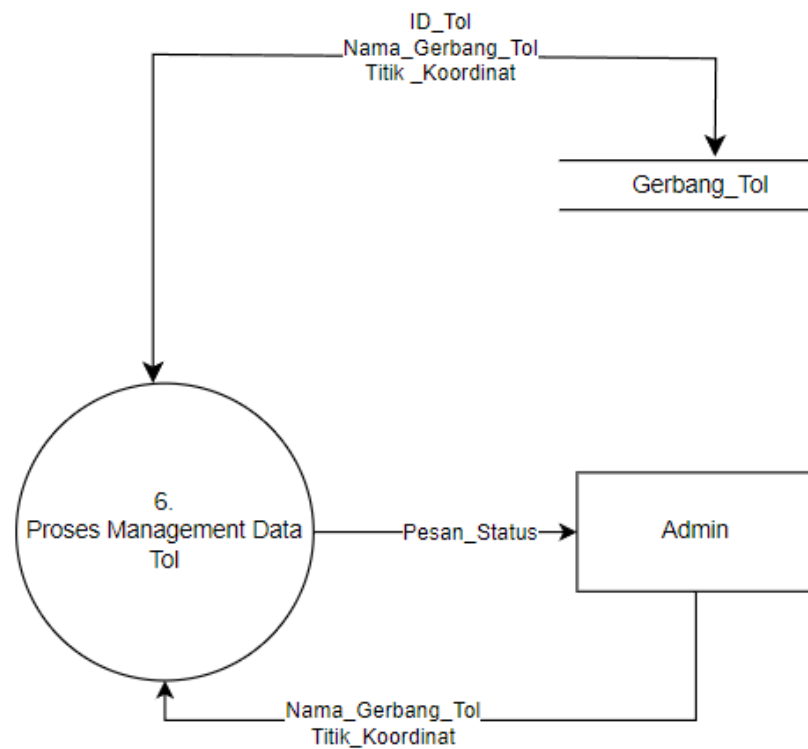 ID_Tol
Nama_Gerbang_Tol
Titik _Koordinat
Gerbang_Tol
6.
Proses Management Data
Tol
Pesan_Status
Admin
Nama_Gerbang_Tol
Titik_Koordinat